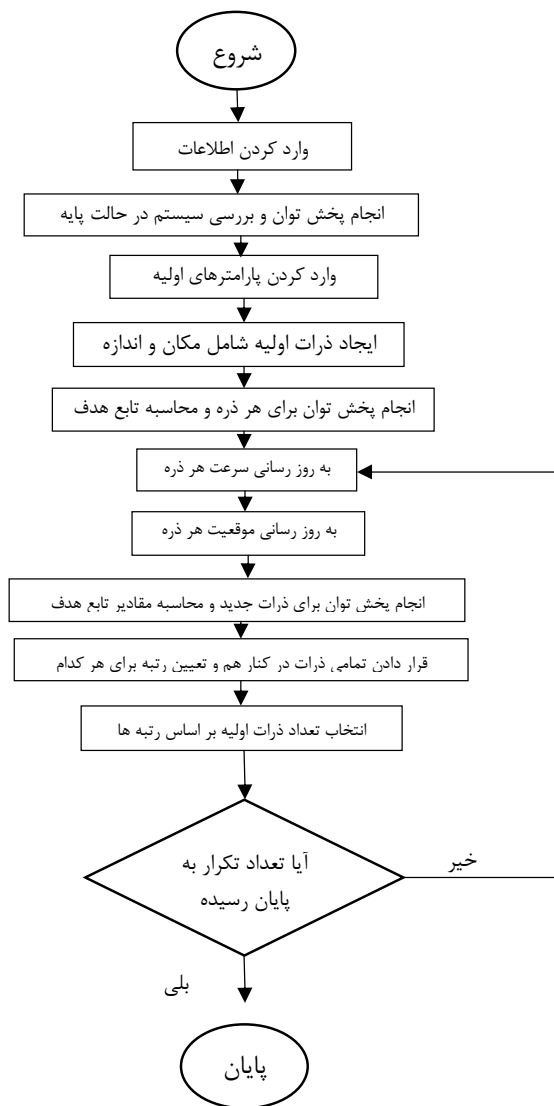 شروع
وارد کردن اطلاعات
انجام پخش توان و بررسی سیستم در حالت پایه
وارد کردن پارامترهای اولیه
ایجاد ذرات اولیه شامل مکان و اندازه
انجام پخش توان برای هر ذره و محاسبه تابع هدف
به روز رسانی سرعت هر ذره
به روز رسانی موقعیت هر ذره
انجام پخش توان برای ذرات جدید و محاسبه مقادیر تابع هدف
قرار دادن تمامی ذرات در کنار هم و تعیین رتبه برای هر کدام
انتخاب تعداد ذرات اولیه بر اساس رتبه ها
آیا تعداد تکرار به
پایان رسیده
خیر
بلی
پایان